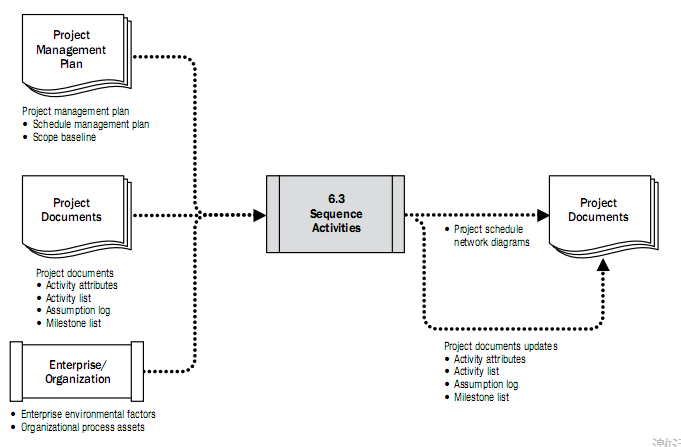 Project
Management
Plan
Project management plan
• Schedule management plan
• Scope baseline
Project
Documents
Project documents
• Activity attributes
• Activity list
• Assumption log
• Milestone list
Enterprise/
Organization
• Enterprise environmental factors
• Organizational process assets
6.3
Sequence
Activities
• Project schedule
network diagrams
Project
Documents
Project documents updates
• Activity attributes
• Activity list
• Assumption log
• Milestone list